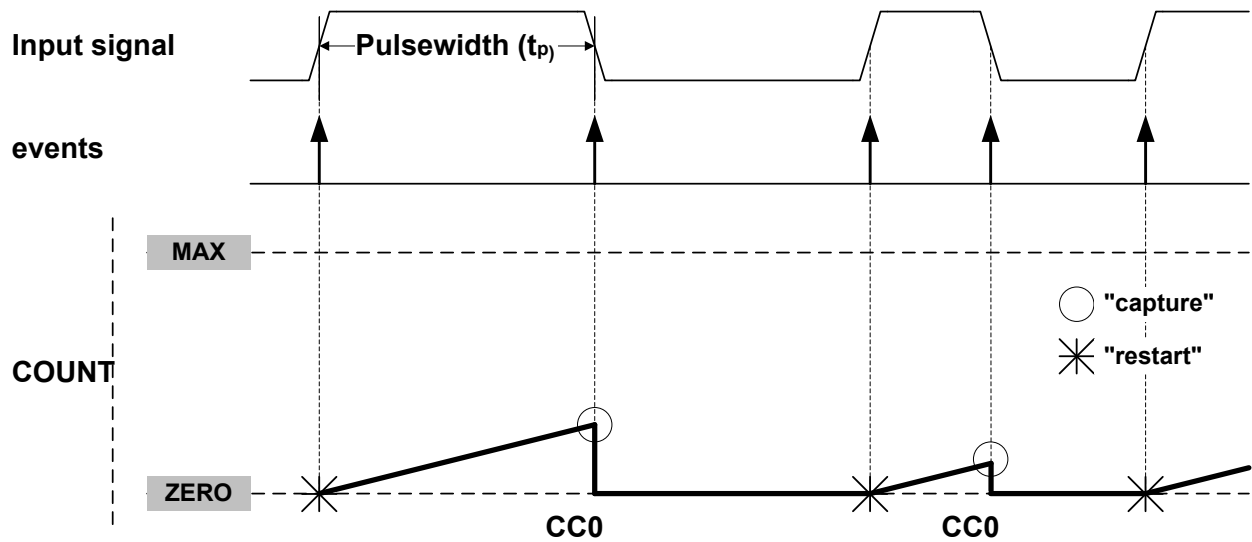 Input signal
Pulsewidth (tp)
events
MAX
"capture"
"restart"
COUNT
ZERO
CC0
CC0